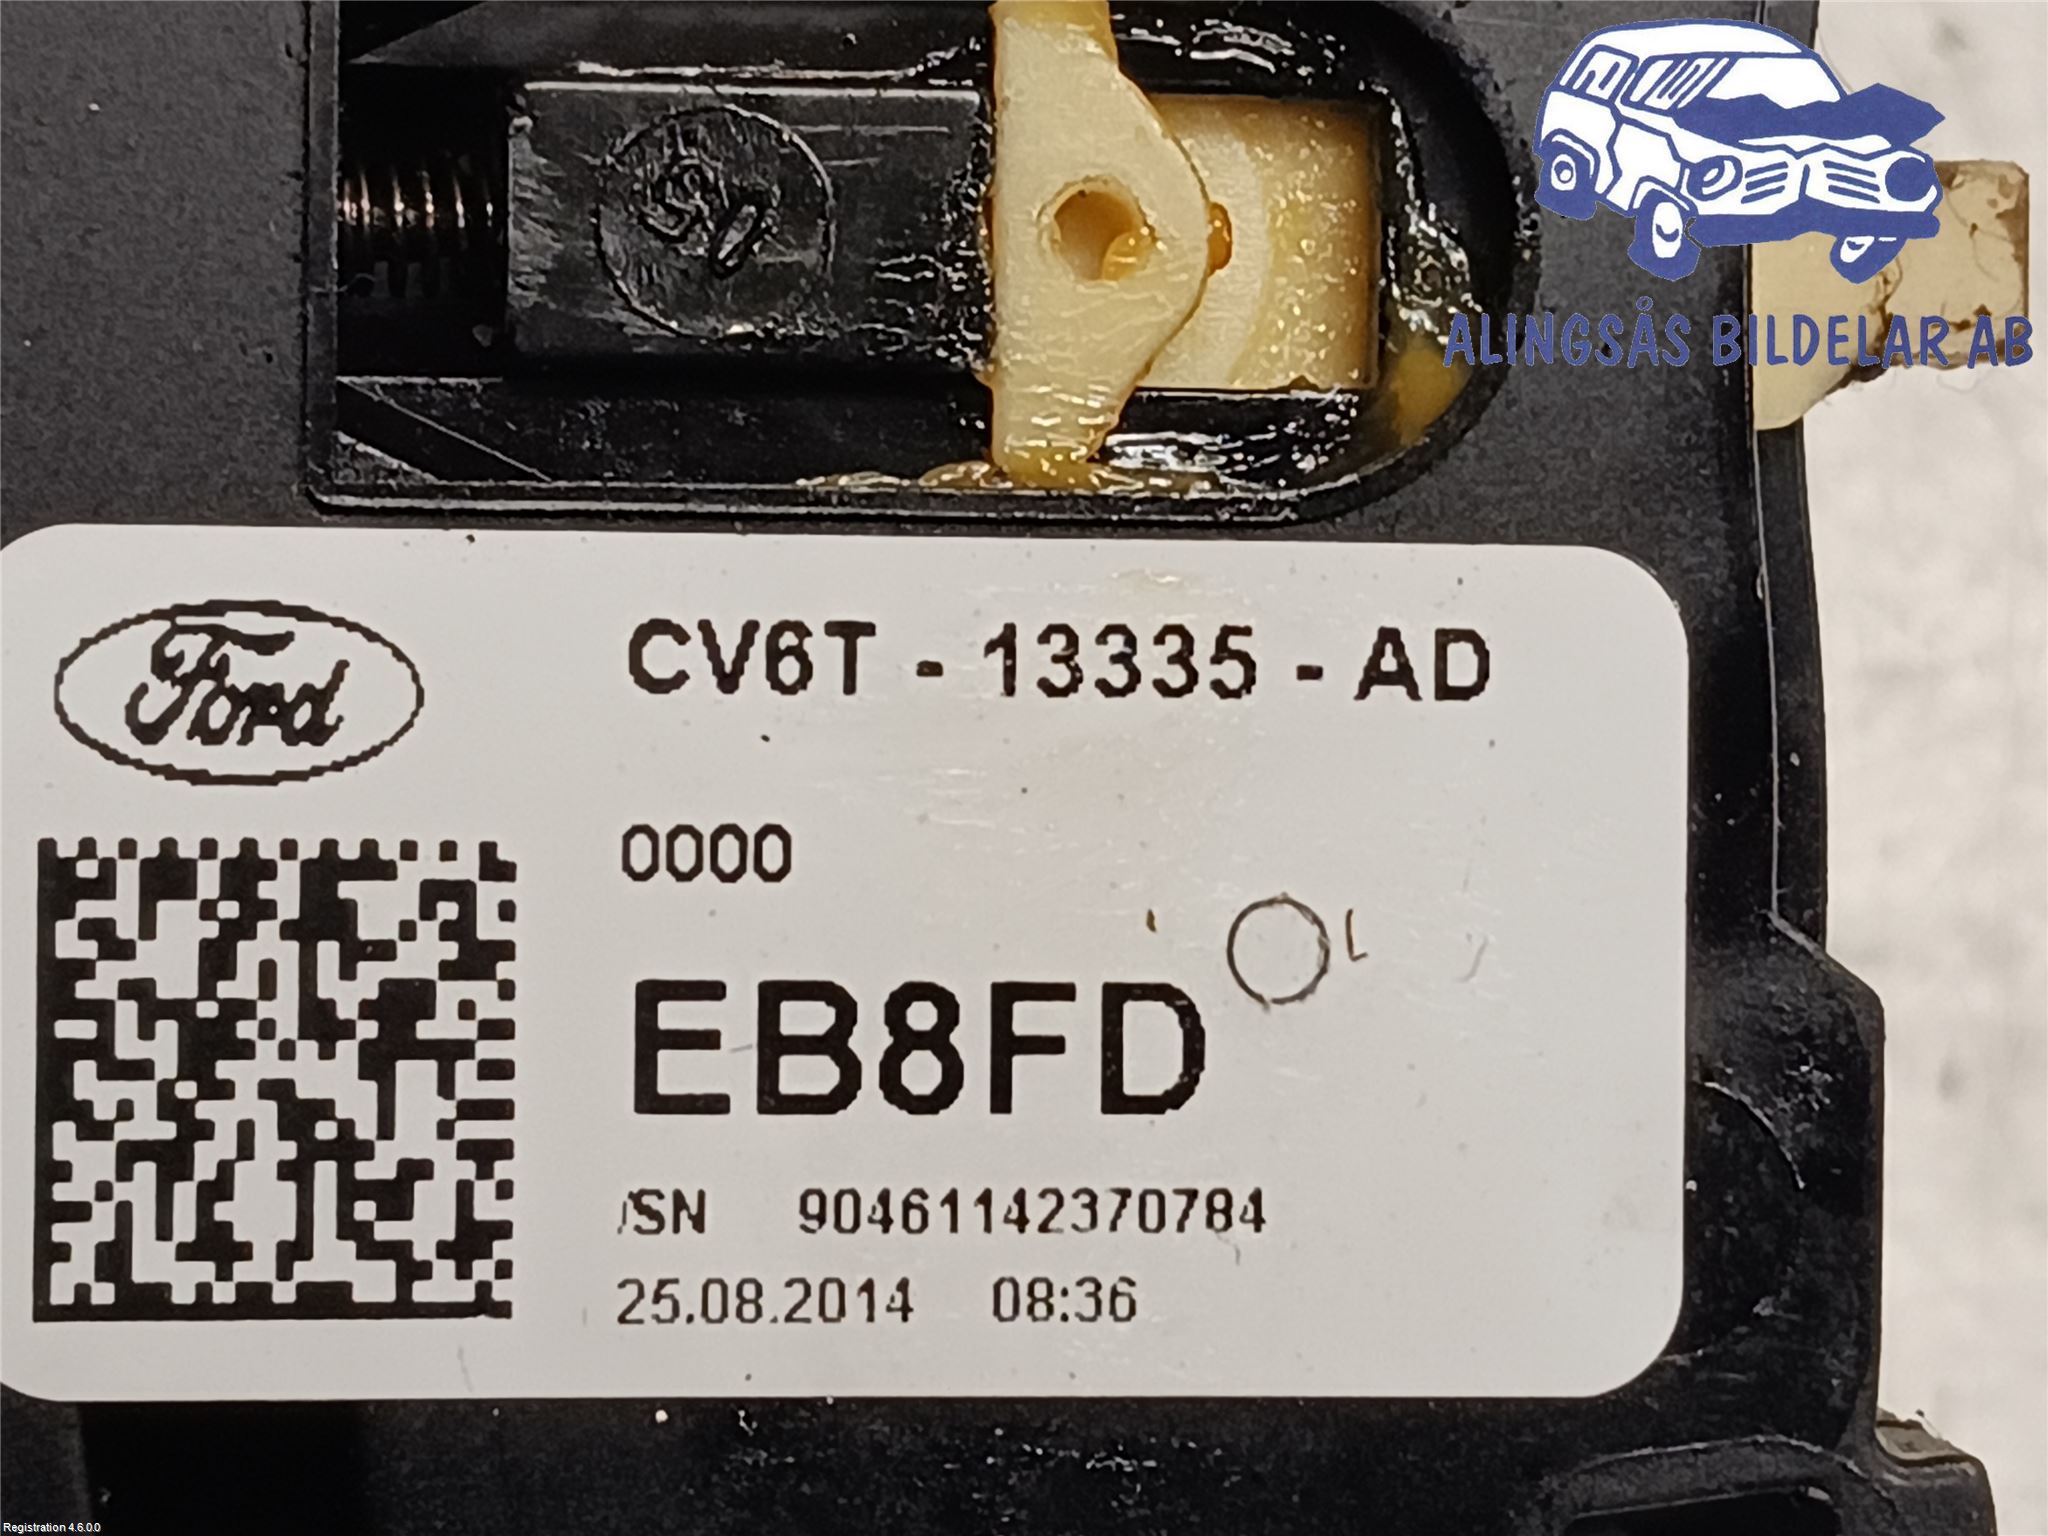 50
ALINGSÅS BILDELAR AB
Ford
CV6T - 13335 - AD
0000
EB8FD
/SN 90461142370784
25.08.2014 08:36
Registration 4.6.0.0